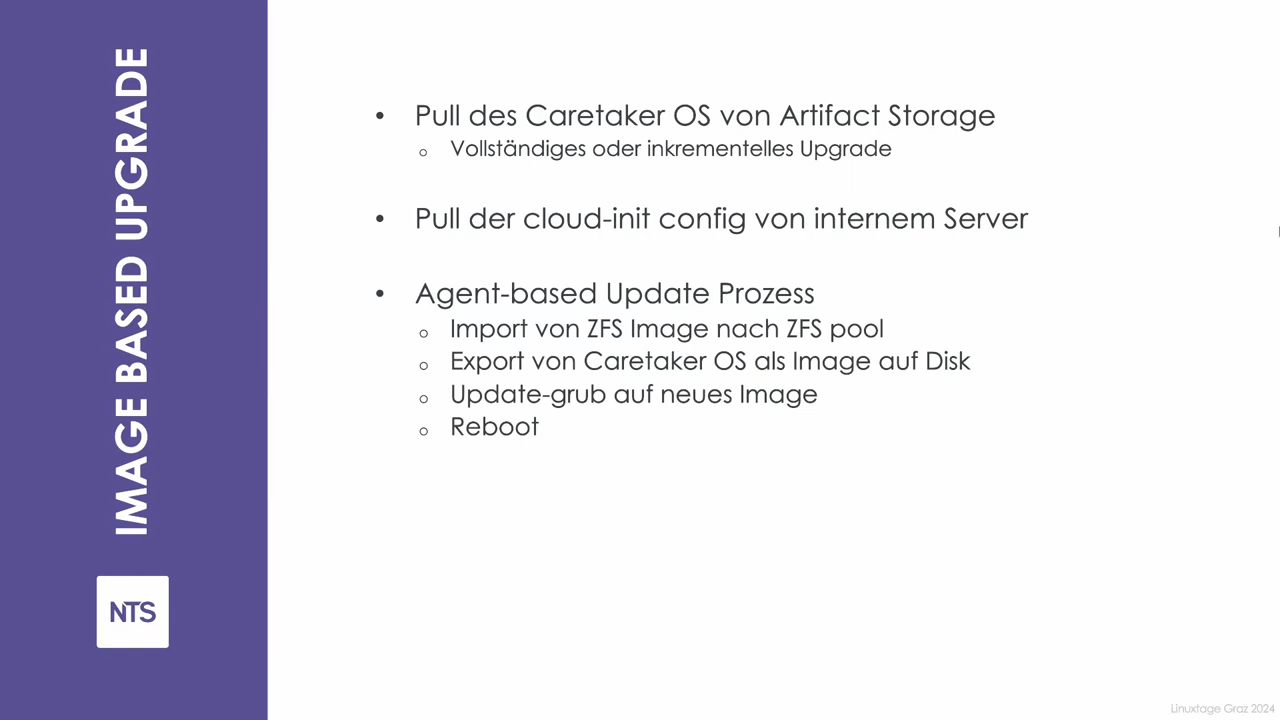 IMAGE BASED UPGRADE
NTS
• Pull des Caretaker OS von Artifact Storage
o Vollständiges oder inkrementelles Upgrade
• Pull der cloud-init config von internem Server
• Agent-based Update Prozess
o Import von ZFS Image nach ZFS pool
o Export von Caretaker OS als Image auf Disk
o Update-grub auf neues Image
o Reboot
Linuxtage Graz 2024